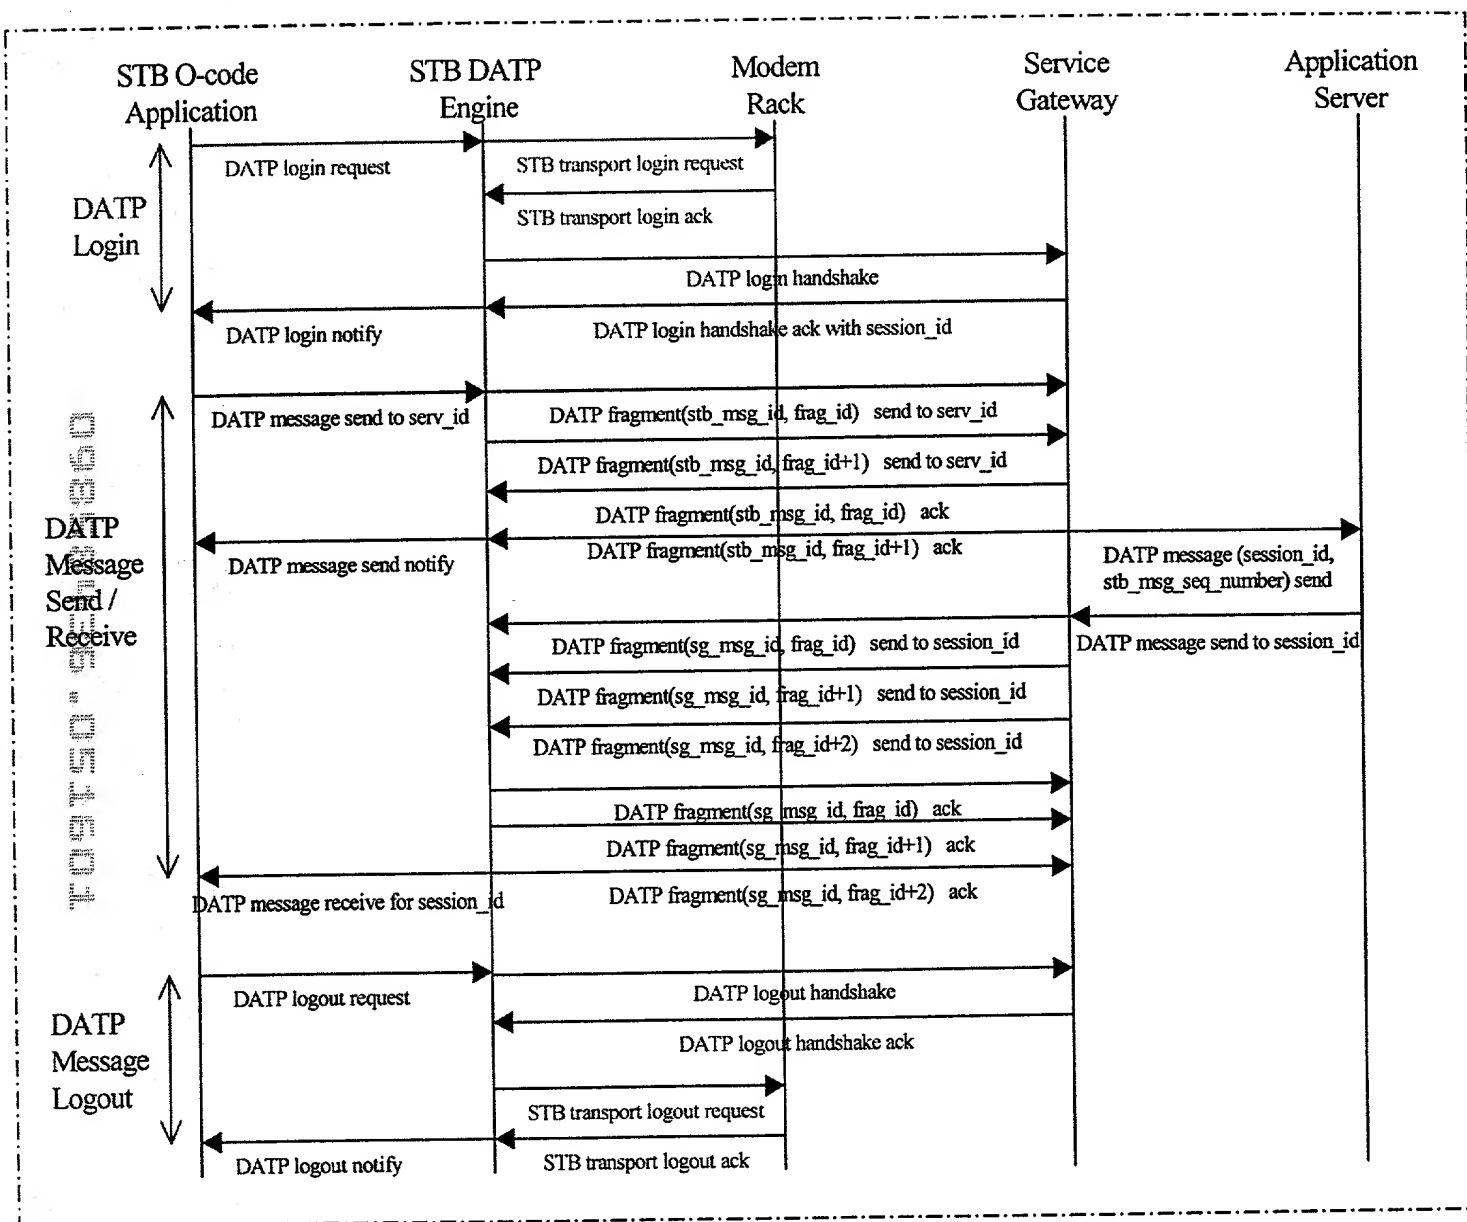 STB O-code
Application
STB DATP
Engine
Modem
Rack
Service
Gateway
Application
Server
DATP
Login
DATP login request
STB transport login request
STB transport login ack
DATP login handshake
DATP login notify
DATP login handshake ack with session_id
DATP
Message
Send /
Receive
DATP message send to serv_id
DATP fragment(stb_msg_id, frag_id) send to serv_id
DATP fragment(stb_msg_id, frag_id+1) send to serv_id
DATP fragment(stb_msg_id, frag_id) ack
DATP message send notify
DATP fragment(stb_msg_id, frag_id+1) ack
DATP message (session_id,
stb_msg_seq_number) send
DATP fragment(sg_msg_id, frag_id) send to session_id
DATP message send to session_id
DATP fragment(sg_msg_id, frag_id+1) send to session_id
DATP fragment(sg_msg_id, frag_id+2) send to session_id
DATP fragment(sg_msg_id, frag_id) ack
DATP fragment(sg_msg_id, frag_id+1) ack
DATP message receive for session_id
DATP fragment(sg_msg_id, frag_id+2) ack
DATP
Message
Logout
DATP logout request
DATP logout handshake
DATP logout handshake ack
STB transport logout request
DATP logout notify
STB transport logout ack